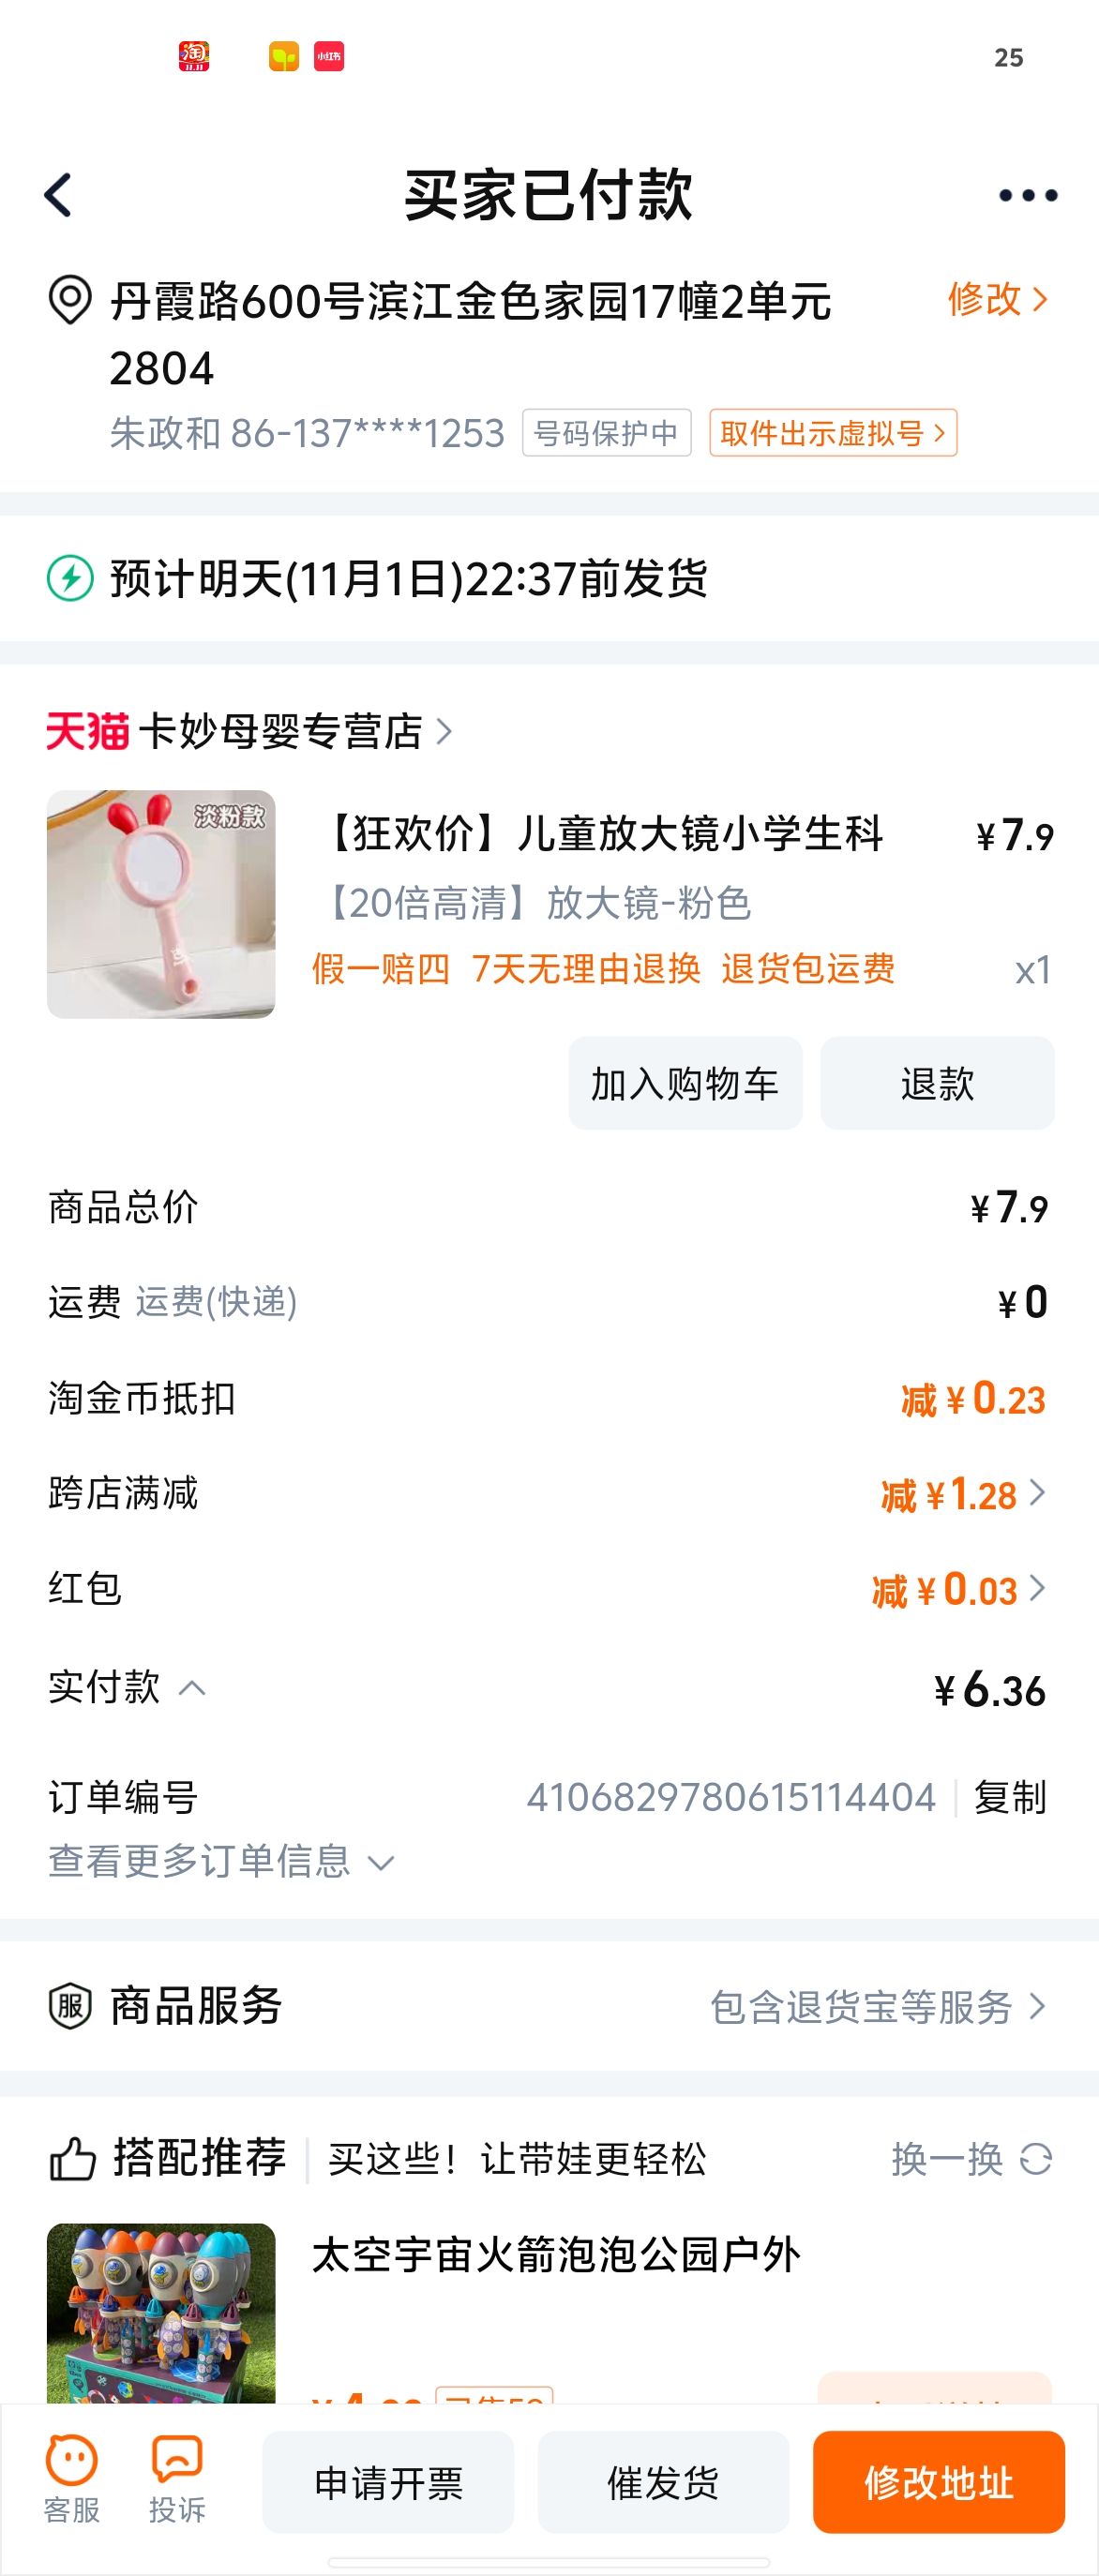 淘
11.11
小红书
25
买家已付款
丹霞路600号滨江金色家园17幢2单元
2804
修改
朱政和 86-137****1253 号码保护中 取件出示虚拟号
预计明天(11月1日)22:37前发货
天猫 卡妙母婴专营店
淡粉款
【狂欢价】儿童放大镜小学生科 ¥7.9
【20倍高清】放大镜-粉色
假一赔四 7天无理由退换 退货包运费 x1
加入购物车 退款
商品总价 ¥7.9
运费 运费(快递) ¥0
淘金币抵扣 减¥0.23
跨店满减 减¥1.28
红包 减¥0.03
实付款 ¥6.36
订单编号 4106829780615114404 复制
查看更多订单信息
服 商品服务 包含退货宝等服务
搭配推荐 买这些！让带娃更轻松 换一换
太空宇宙火箭泡泡公园户外
客服 投诉 申请开票 催发货 修改地址